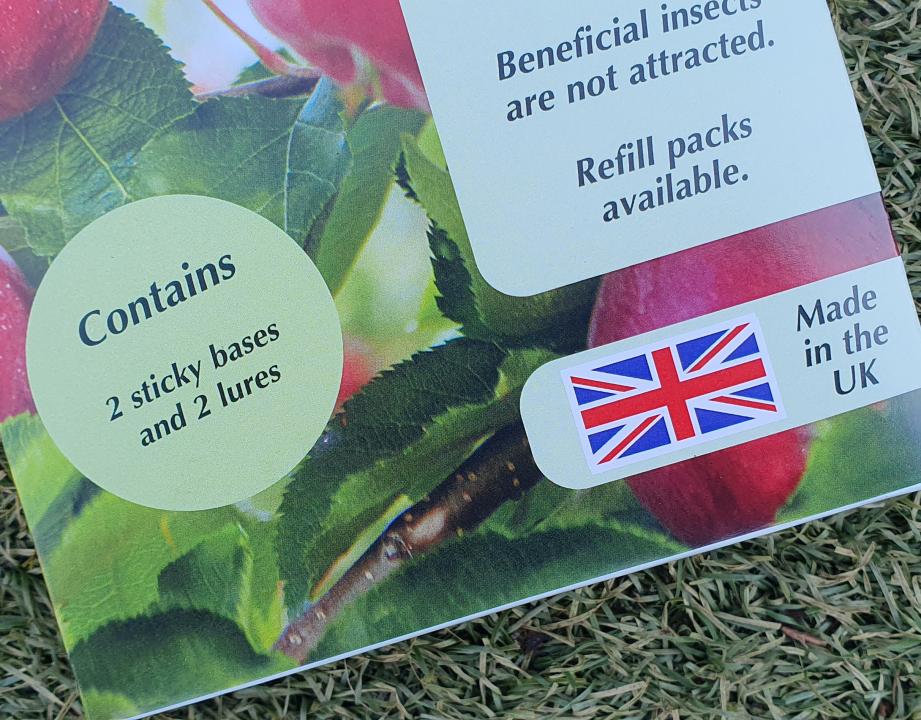 Beneficial insects
are not attracted.
Refill packs
available.
Contains
2 sticky bases
and 2 lures
Made
in the
UK